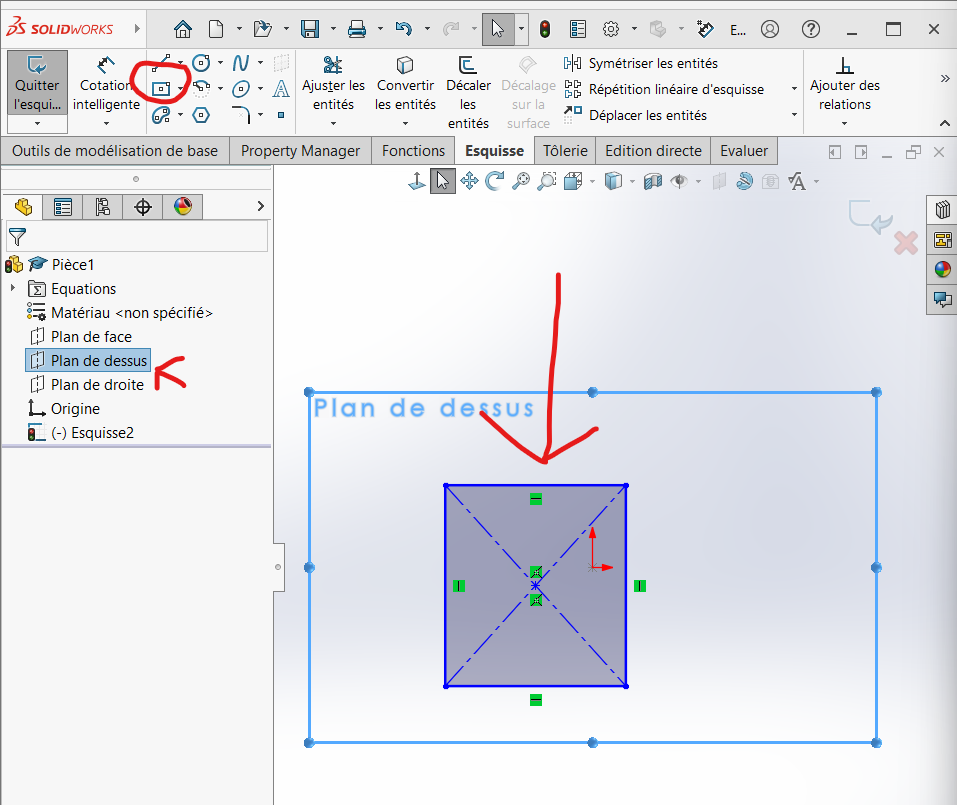 SOLIDWORKS
E...
Quitter
l'esqui...
Cotation
intelligente
Ajuster les
entités
Convertir
les entités
Décaler
les
entités
Décalage
sur la
surface
Symétriser les entités
Répétition linéaire d'esquisse
Déplacer les entités
Ajouter des
relations
Outils de modélisation de base
Property Manager
Fonctions
Esquisse
Tôlerie
Edition directe
Evaluer
Pièce1
Equations
Matériau <non spécifié>
Plan de face
Plan de dessus
Plan de droite
Origine
(-) Esquisse2
Plan de dessus